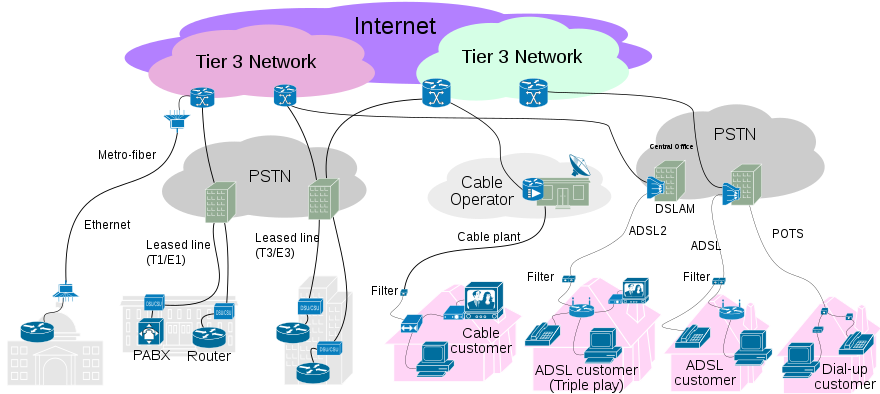 Internet
Tier 3 Network
Tier 3 Network
PSTN
PSTN
Central Office
Metro-fiber
Cable
Operator
DSLAM
Ethernet
Leased line
(T1/E1)
Leased line
(T3/E3)
Cable plant
ADSL2
ADSL
POTS
Filter
Filter
Filter
DSU/CSU
DSU/CSU
DSU/CSU
DSU/CSU
PABX
Router
Cable
customer
ADSL customer
(Triple play)
ADSL
customer
Dial-up
customer